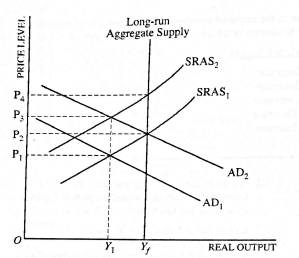 Long-run
Aggregate Supply
PRICE LEVEL
SRAS2
SRAS1
P4
P3
P2
P1
AD2
AD1
O
Y1
Yf
REAL OUTPUT